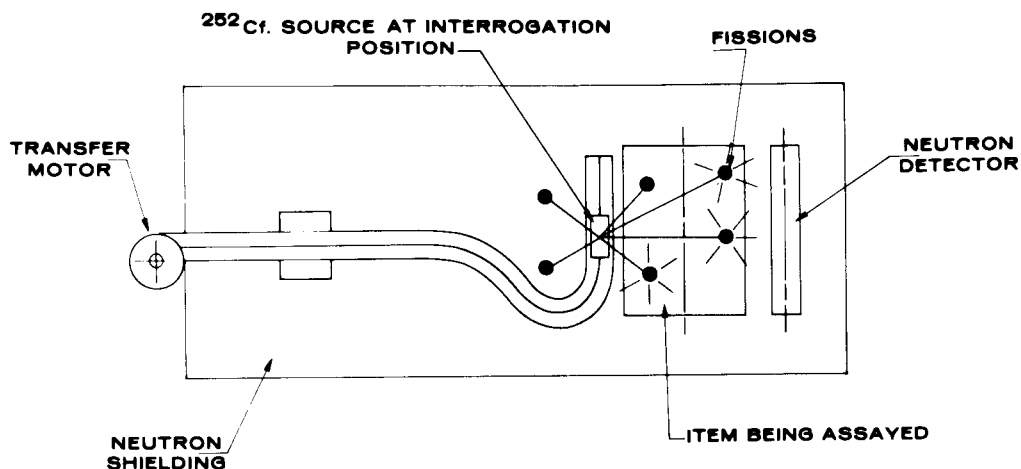 252Cf. SOURCE AT INTERROGATION
POSITION
FISSIONS
TRANSFER
MOTOR
NEUTRON
DETECTOR
NEUTRON
SHIELDING
ITEM BEING ASSAYED